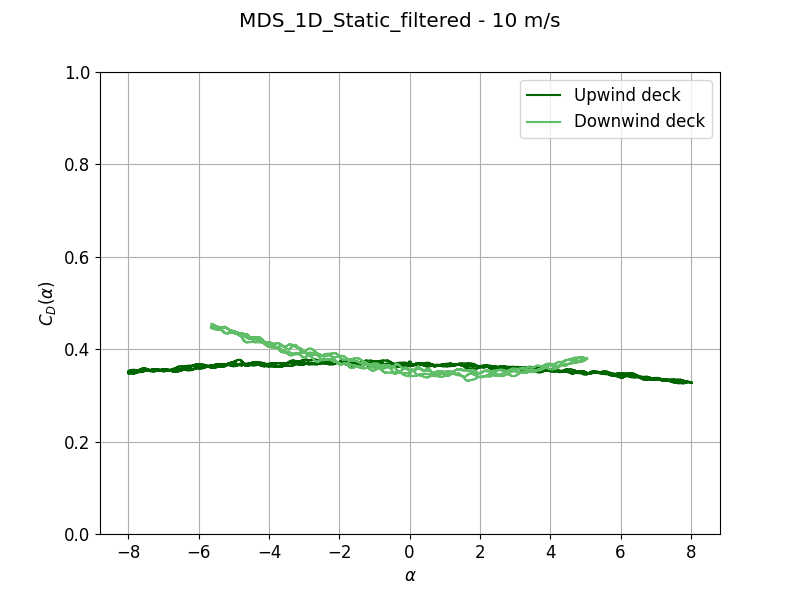 MDS_1D_Static_filtered - 10 m/s
Upwind deck
Downwind deck
1.0
0.8
0.6
0.4
0.2
0.0
C_D(α)
−8 −6 −4 −2 0 2 4 6 8
α